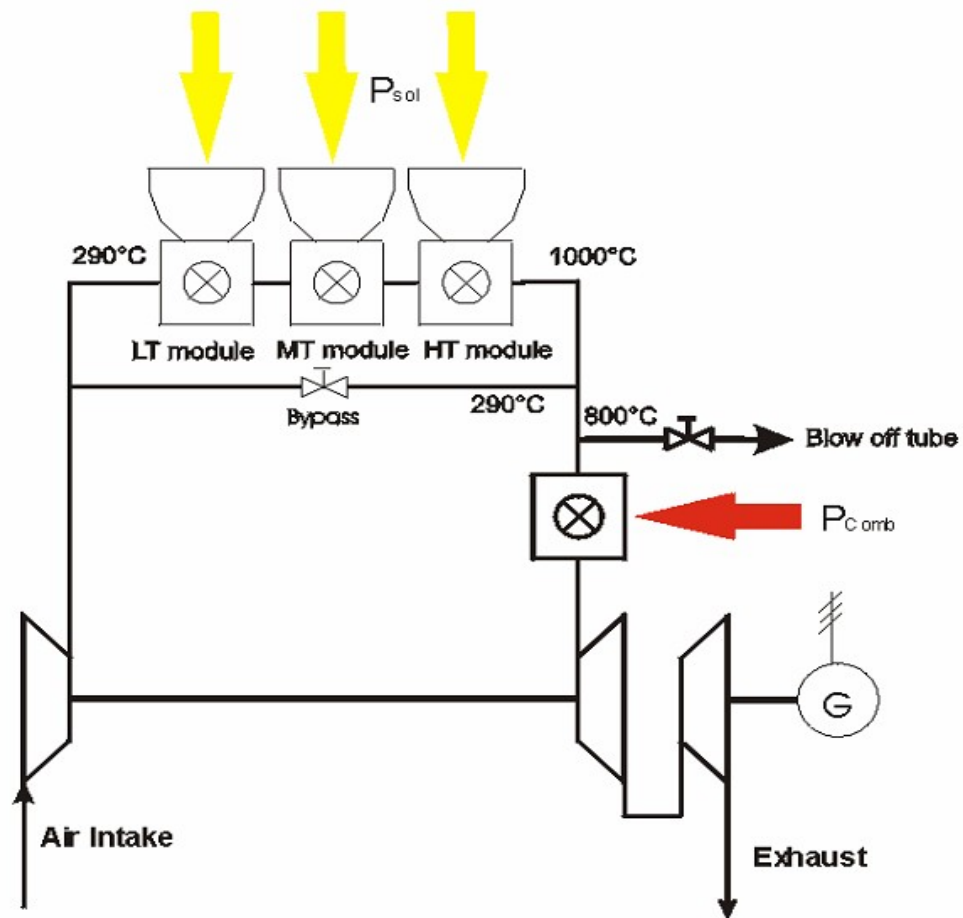 Psol
290°C
1000°C
LT module
MT module
HT module
Bypass
290°C
800°C
Blow off tube
PComb
G
Air Intake
Exhaust